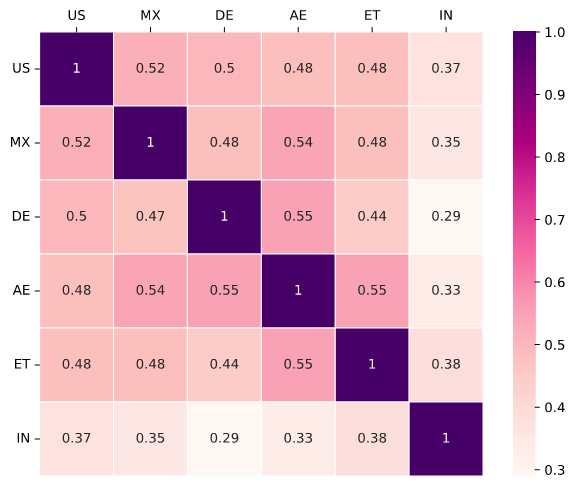 US MX DE AE ET IN
US 1 0.52 0.5 0.48 0.48 0.37
MX 0.52 1 0.48 0.54 0.48 0.35
DE 0.5 0.47 1 0.55 0.44 0.29
AE 0.48 0.54 0.55 1 0.55 0.33
ET 0.48 0.48 0.44 0.55 1 0.38
IN 0.37 0.35 0.29 0.33 0.38 1
1.0
0.9
0.8
0.7
0.6
0.5
0.4
0.3